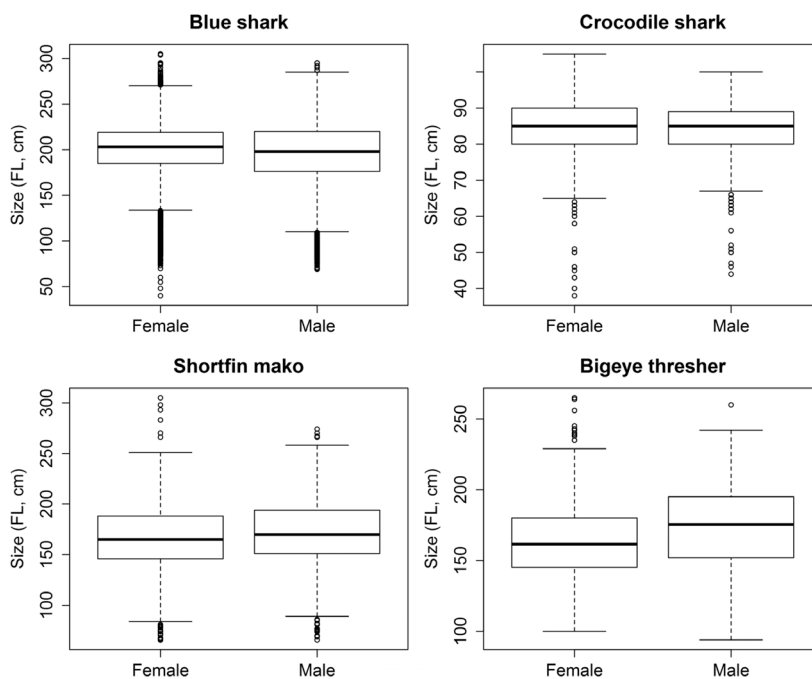 Blue shark
Size (FL, cm)
300
250
200
150
100
50
Female
Male
Crocodile shark
Size (FL, cm)
90
80
70
60
50
40
Female
Male
Shortfin mako
Size (FL, cm)
300
250
200
150
100
Female
Male
Bigeye thresher
Size (FL, cm)
250
200
150
100
Female
Male